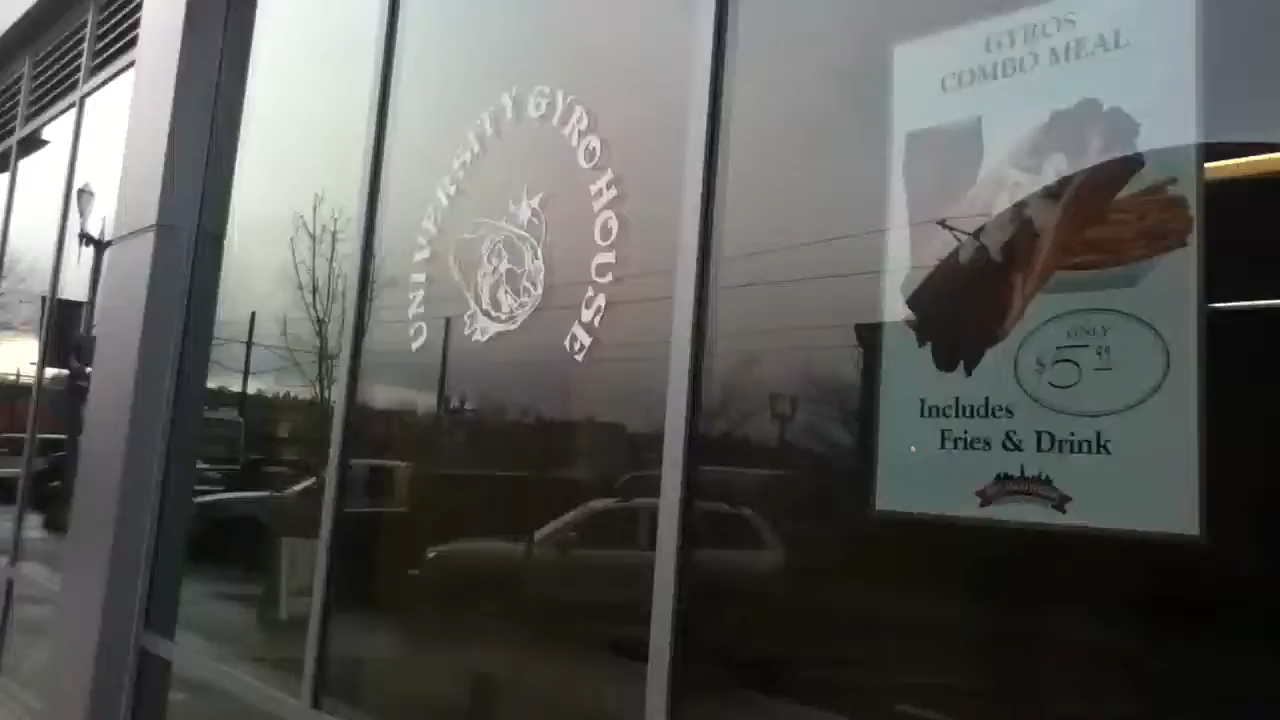 UNIVERSITY GYRO HOUSE
GYROS
COMBO MEAL
ONLY
$5.99
Includes
Fries & Drink